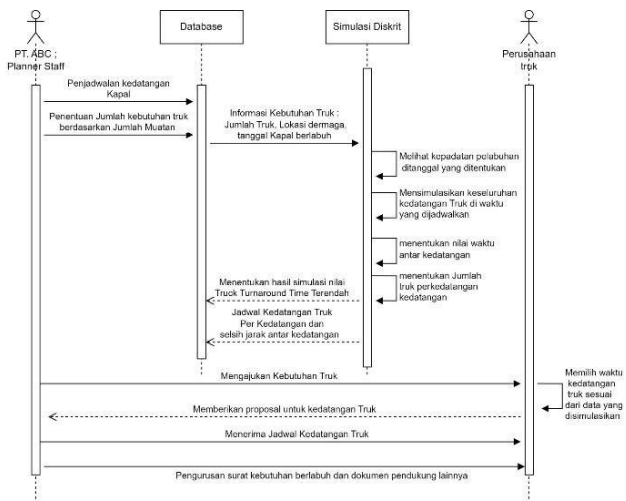 PT. ABC ;
Planner Staff
Database
Simulasi Diskrit
Perusahaan
truk
Penjadwalan kedatangan
Kapal
Penentuan Jumlah kebutuhan truk
berdasarkan Jumlah Muatan
Informasi Kebutuhan Truk :
Jumlah Truk, Lokasi dermaga,
tanggal Kapal berlabuh
Melihat kepadatan pelabuhan
ditanggal yang ditentukan
Mensimulasikan keseluruhan
kedatangan Truk di waktu
yang dijadwalkan
menentukan nilai waktu
antar kedatangan
menentukan Jumlah
truk perkedatangan
kedatangan
Menentukan hasil simulasi nilai
Truck Turnaround Time Terendah
Jadwal Kedatangan Truk
Per Kedatangan dan
selsih jarak antar kedatangan
Mengajukan Kebutuhan Truk
Memilih waktu
kedatangan
truk sesuai
dari data yang
disimulasikan
Memberikan proposal untuk kedatangan Truk
Menerima Jadwal Kedatangan Truk
Pengurusan surat kebutuhan berlabuh dan dokumen pendukung lainnya